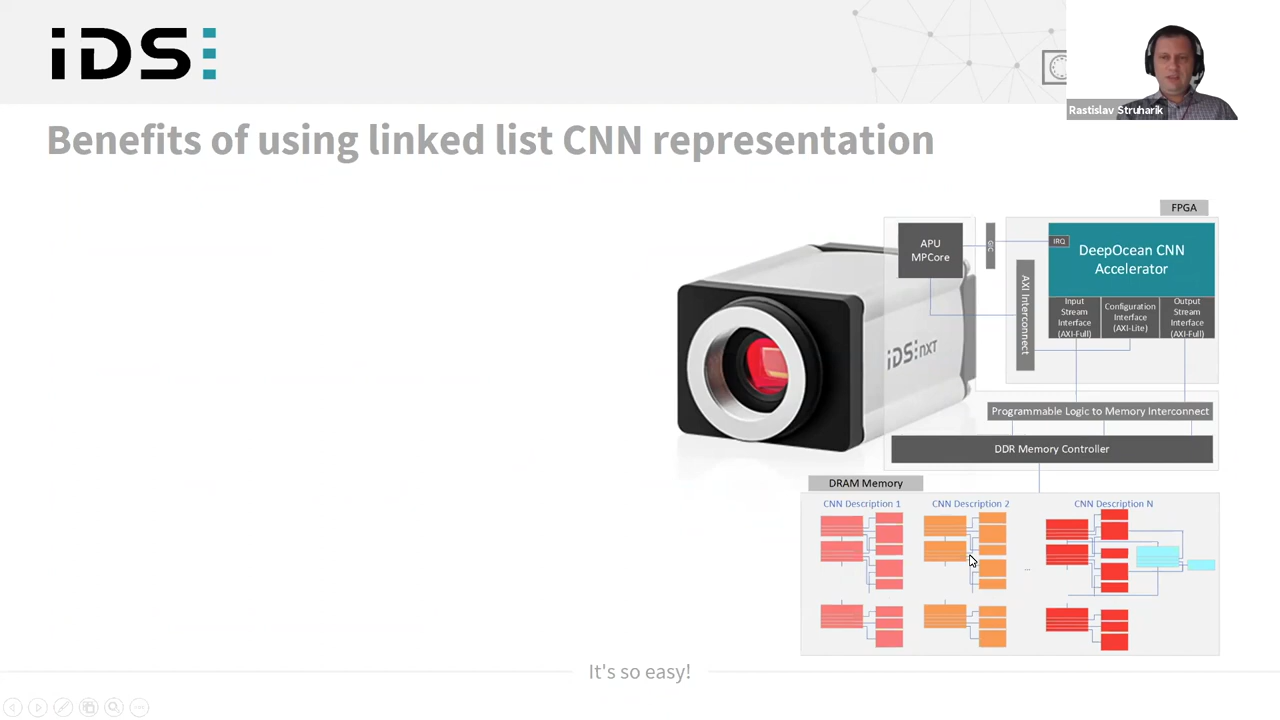 iDS
Rastislav Struharik
Benefits of using linked list CNN representation
FPGA
APU
MPCore
GIC
IRQ
DeepOcean CNN
Accelerator
AXI Interconnect
Input
Stream
Interface
(AXI-Full)
Configuration
Interface
(AXI-Lite)
Output
Stream
Interface
(AXI-Full)
iDS:nxt
Programmable Logic to Memory Interconnect
DDR Memory Controller
DRAM Memory
CNN Description 1
CNN Description 2
CNN Description N
...
It's so easy!